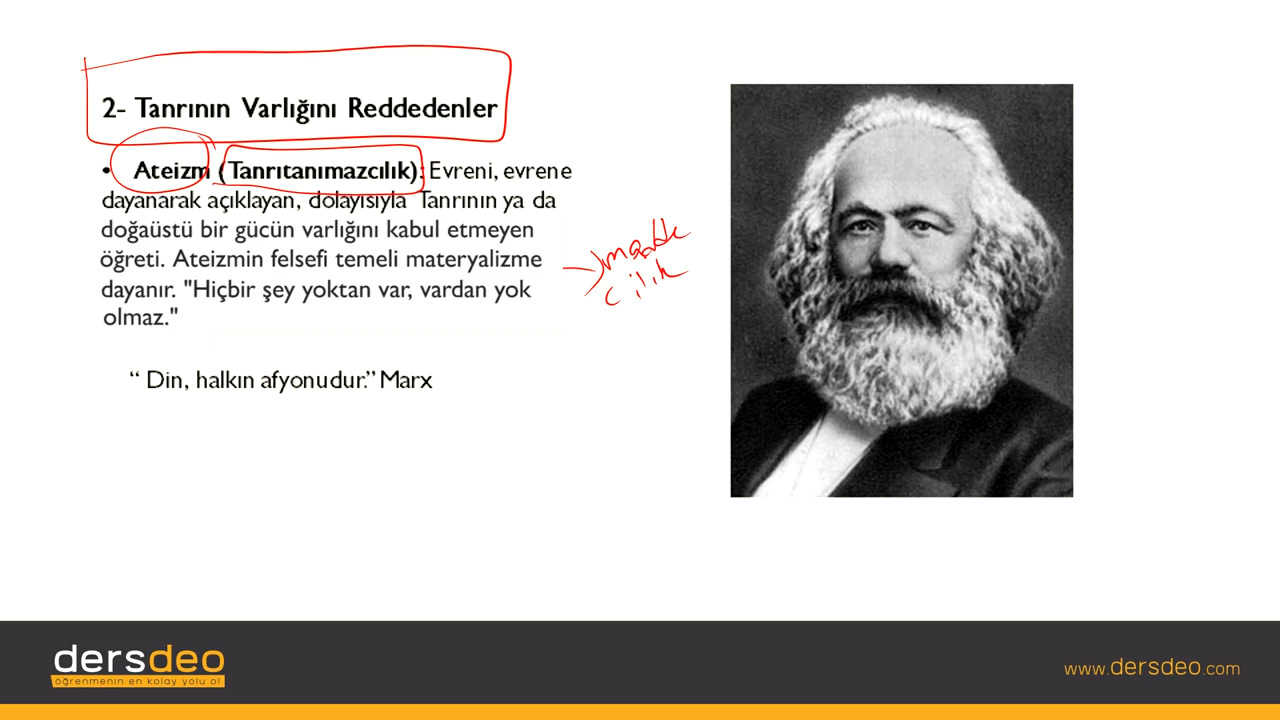 2- Tanrının Varlığını Reddedenler
• Ateizm (Tanrıtanımazcılık): Evreni, evrene
dayanarak açıklayan, dolayısıyla Tanrının ya da
doğaüstü bir gücün varlığını kabul etmeyen
öğreti. Ateizmin felsefi temeli materyalizme
dayanır. "Hiçbir şey yoktan var, vardan yok
olmaz."
madde
cilik
“ Din, halkın afyonudur.” Marx
dersdeo
öğrenmenin en kolay yolu o!
www.dersdeo.com